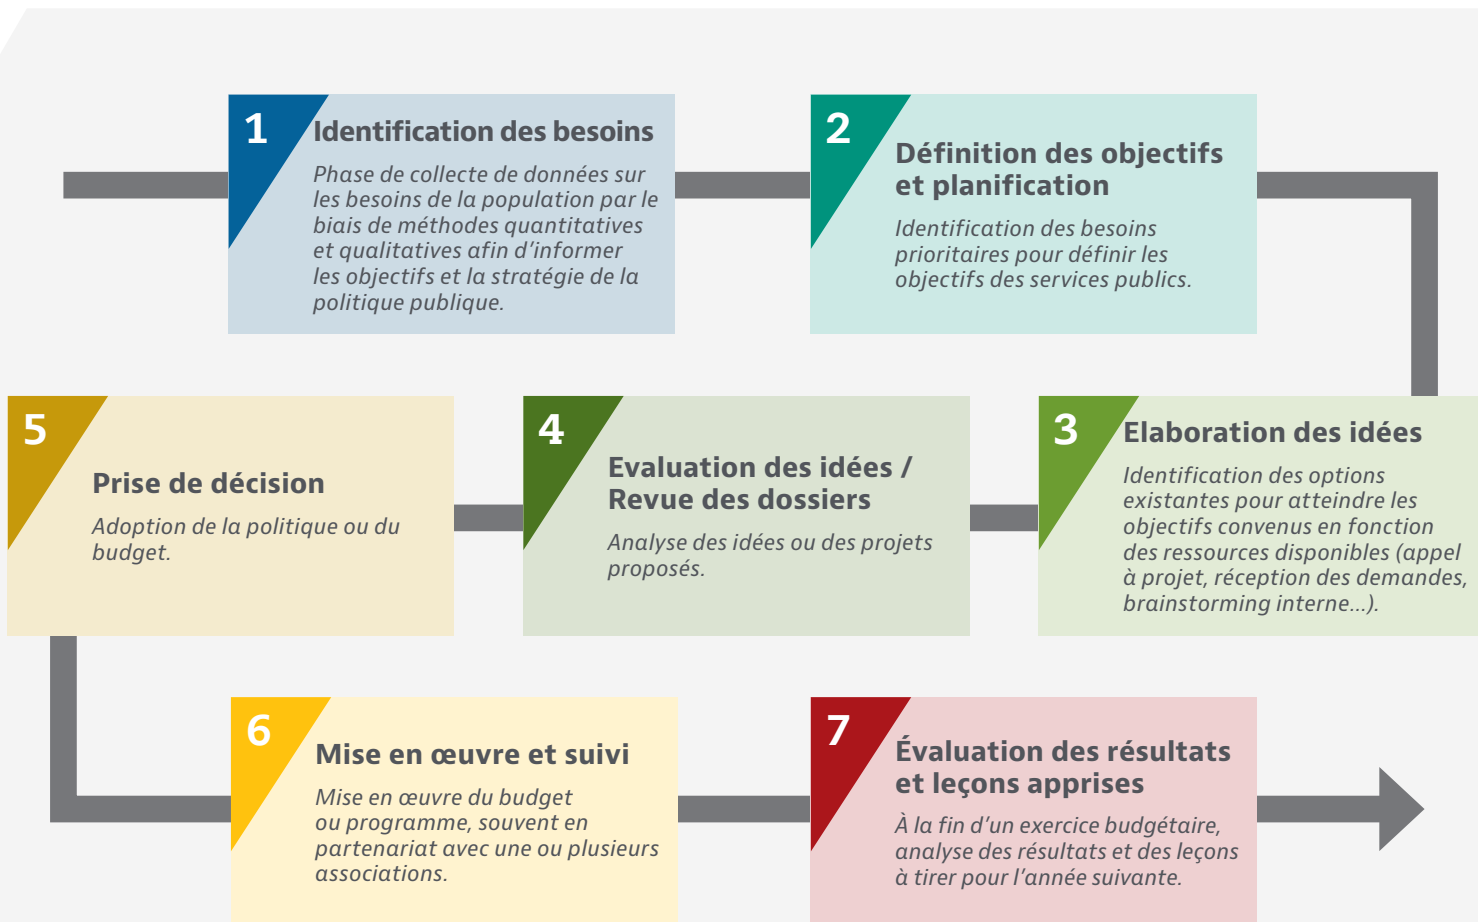 1
Identification des besoins
Phase de collecte de données sur
les besoins de la population par le
biais de méthodes quantitatives
et qualitatives afin d’informer
les objectifs et la stratégie de la
politique publique.
2
Définition des objectifs
et planification
Identification des besoins
prioritaires pour définir les
objectifs des services publics.
3
Elaboration des idées
Identification des options
existantes pour atteindre les
objectifs convenus en fonction
des ressources disponibles (appel
à projet, réception des demandes,
brainstorming interne...).
4
Evaluation des idées /
Revue des dossiers
Analyse des idées ou des projets
proposés.
5
Prise de décision
Adoption de la politique ou du
budget.
6
Mise en œuvre et suivi
Mise en œuvre du budget
ou programme, souvent en
partenariat avec une ou plusieurs
associations.
7
Évaluation des résultats
et leçons apprises
À la fin d’un exercice budgétaire,
analyse des résultats et des leçons
à tirer pour l’année suivante.